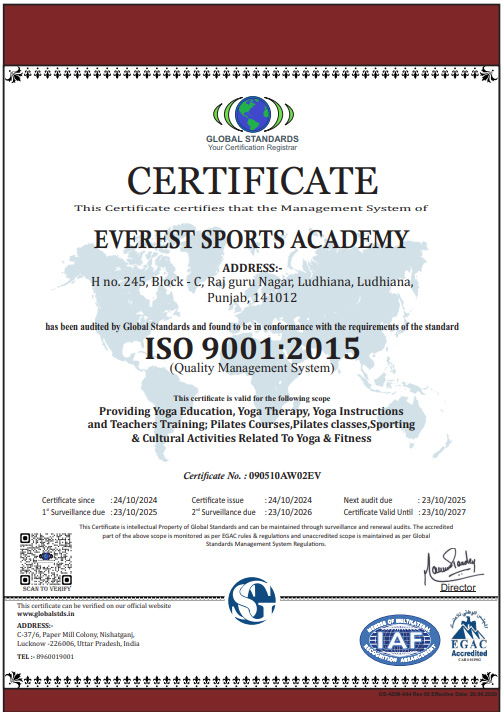 GLOBAL STANDARDS
Your Certification Registrar
CERTIFICATE
This Certificate certifies that the Management System of
EVEREST SPORTS ACADEMY
ADDRESS:-
H no. 245, Block - C, Raj guru Nagar, Ludhiana, Ludhiana,
Punjab, 141012
has been audited by Global Standards and found to be in conformance with the requirements of the standard
ISO 9001:2015
(Quality Management System)
This certificate is valid for the following scope
Providing Yoga Education, Yoga Therapy, Yoga Instructions
and Teachers Training; Pilates Courses,Pilates classes,Sporting
& Cultural Activities Related To Yoga & Fitness
Certificate No. : 090510AW02EV
Certificate since : 24/10/2024 Certificate issue : 24/10/2024 Next audit due : 23/10/2025
1st Surveillance due : 23/10/2025 2nd Surveillance due : 23/10/2026 Certificate Valid Until : 23/10/2027
This Certificate is intellectual Property of Global Standards and can be maintained through surveillance and renewal audits. The accredited
part of the above scope is monitored as per EGAC rules & regulations and unaccredited scope is maintained as per Global
Standards Management System Regulations.
SCAN TO VERIFY
Director
This certificate can be verified on our official website
www.globalstds.in
ADDRESS:-
C-37/6, Paper Mill Colony, Nishatganj,
Lucknow -226006, Uttar Pradesh, India
TEL :- 8960019001
MEMBER OF MULTILATERAL
IAF
RECOGNITION ARRANGEMENT
EGAC
Accredited